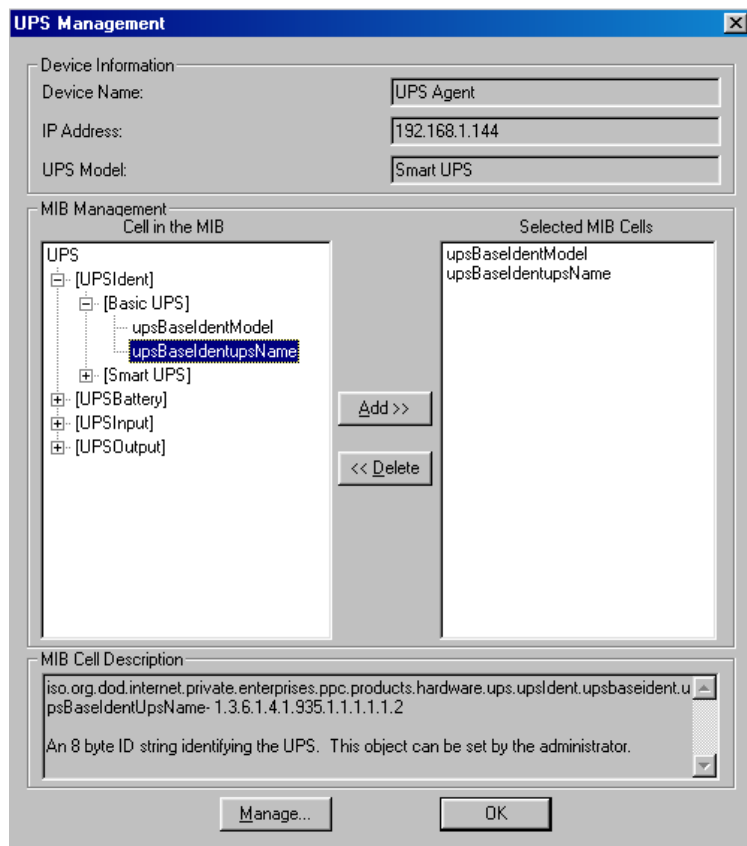 UPS Management
Device Information
Device Name:
UPS Agent
IP Address:
192.168.1.144
UPS Model:
Smart UPS
MIB Management
Cell in the MIB
UPS
[UPSIdent]
[Basic UPS]
upsBaseIdentModel
upsBaseIdentupsName
[Smart UPS]
[UPSBattery]
[UPSInput]
[UPSOutput]
Add >>
<< Delete
Selected MIB Cells
upsBaseIdentModel
upsBaseIdentupsName
MIB Cell Description
iso.org.dod.internet.private.enterprises.ppc.products.hardware.ups.upsIdent.upsbaseident.u
psBaseIdentUpsName- 1.3.6.1.4.1.935.1.1.1.1.1.2
An 8 byte ID string identifying the UPS.  This object can be set by the administrator.
Manage...
OK